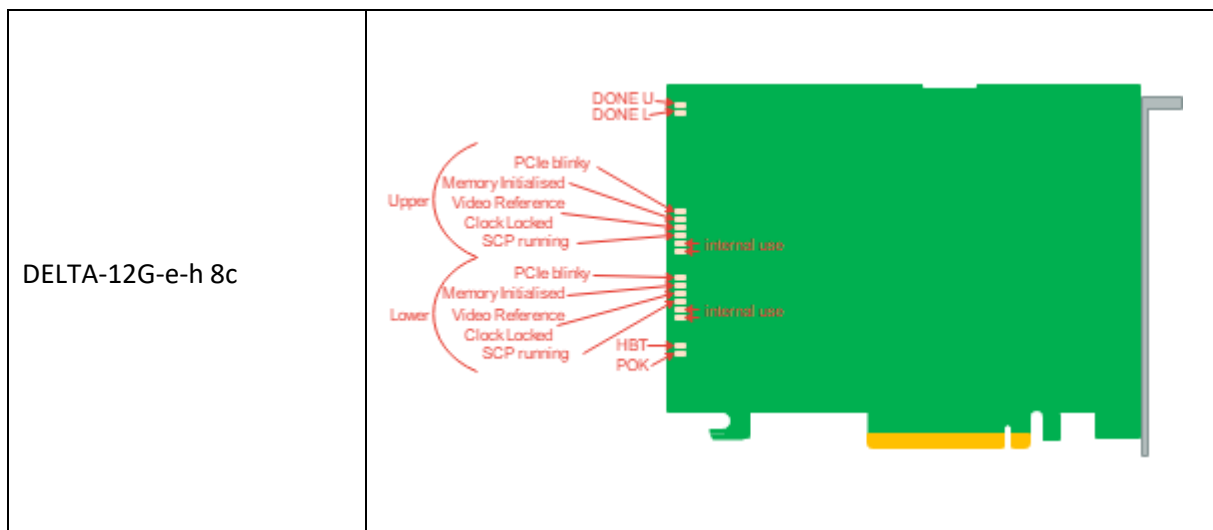 DELTA-12G-e-h 8c
DONE U
DONE L
Upper
PCIe blinky
Memory Initialised
Video Reference
Clock Locked
SCP running
internal use
Lower
PCIe blinky
Memory Initialised
Video Reference
Clock Locked
SCP running
internal use
HBT
POK